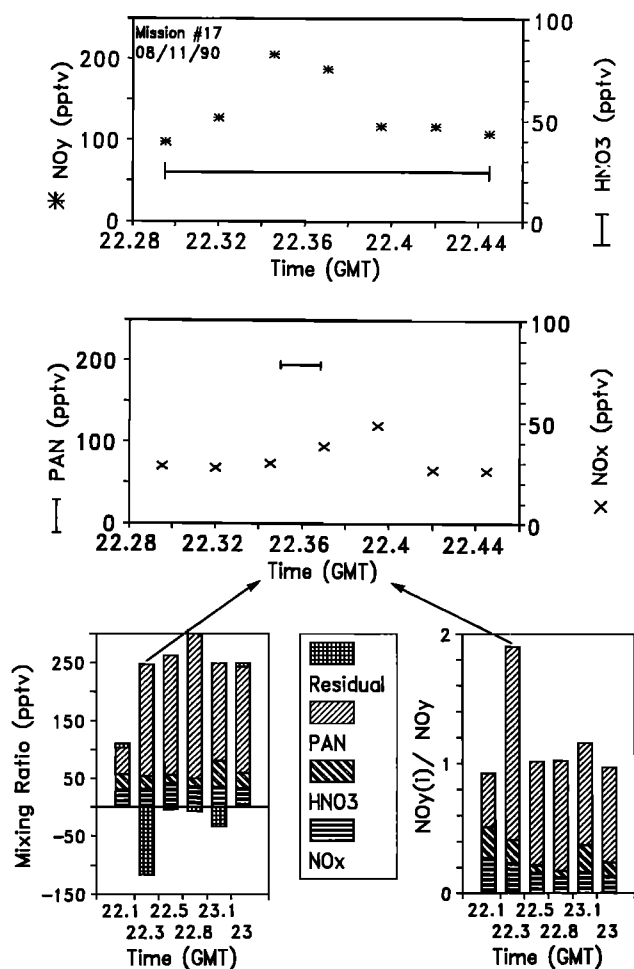 Mission #17
08/11/90
200
100
0
NOy (pptv)
100
50
0
HNO3 (pptv)
22.28 22.32 22.36 22.4 22.44
Time (GMT)
200
100
0
PAN (pptv)
100
50
0
NOx (pptv)
22.28 22.32 22.36 22.4 22.44
Time (GMT)
250
150
50
-50
-150
Mixing Ratio (pptv)
22.1 22.5 23.1
22.3 22.8 23
Time (GMT)
Residual
PAN
HNO3
NOx
2
1
0
NOy(i)/ NOy
22.1 22.5 23.1
22.3 22.8 23
Time (GMT)